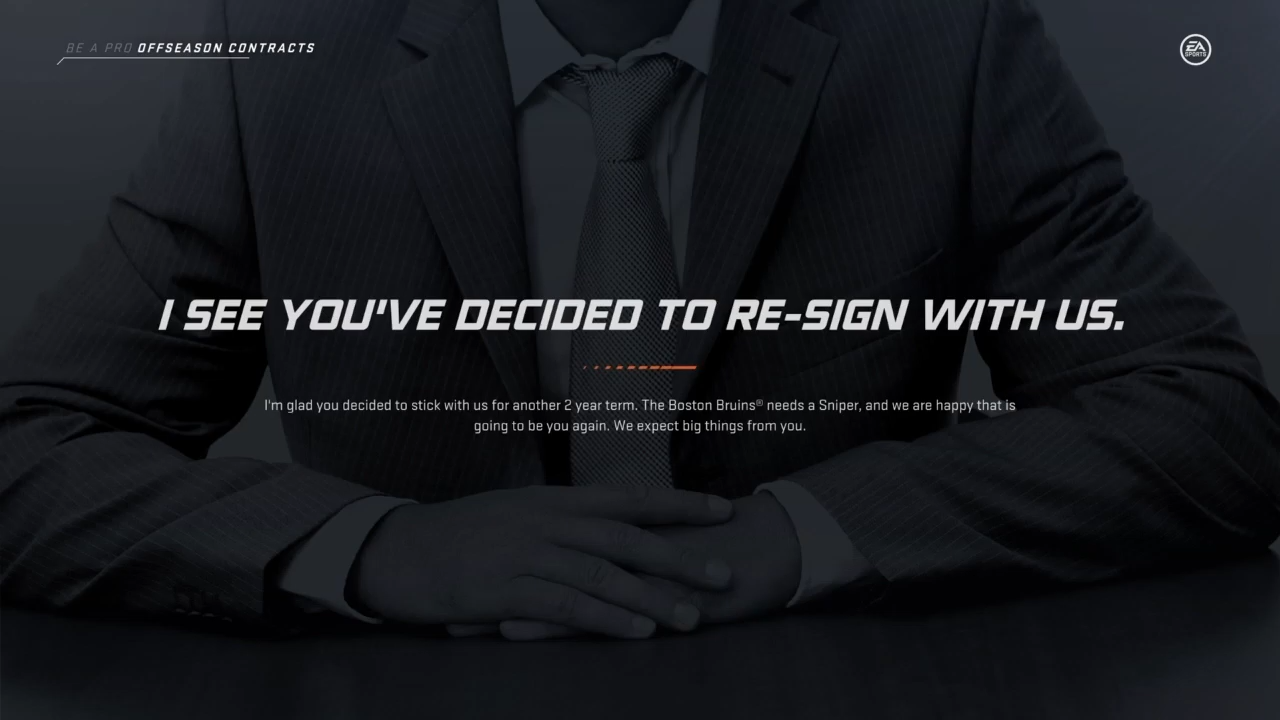 BE A PRO OFFSEASON CONTRACTS
EA
SPORTS
I SEE YOU'VE DECIDED TO RE-SIGN WITH US.
I'm glad you decided to stick with us for another 2 year term. The Boston Bruins® needs a Sniper, and we are happy that is
going to be you again. We expect big things from you.